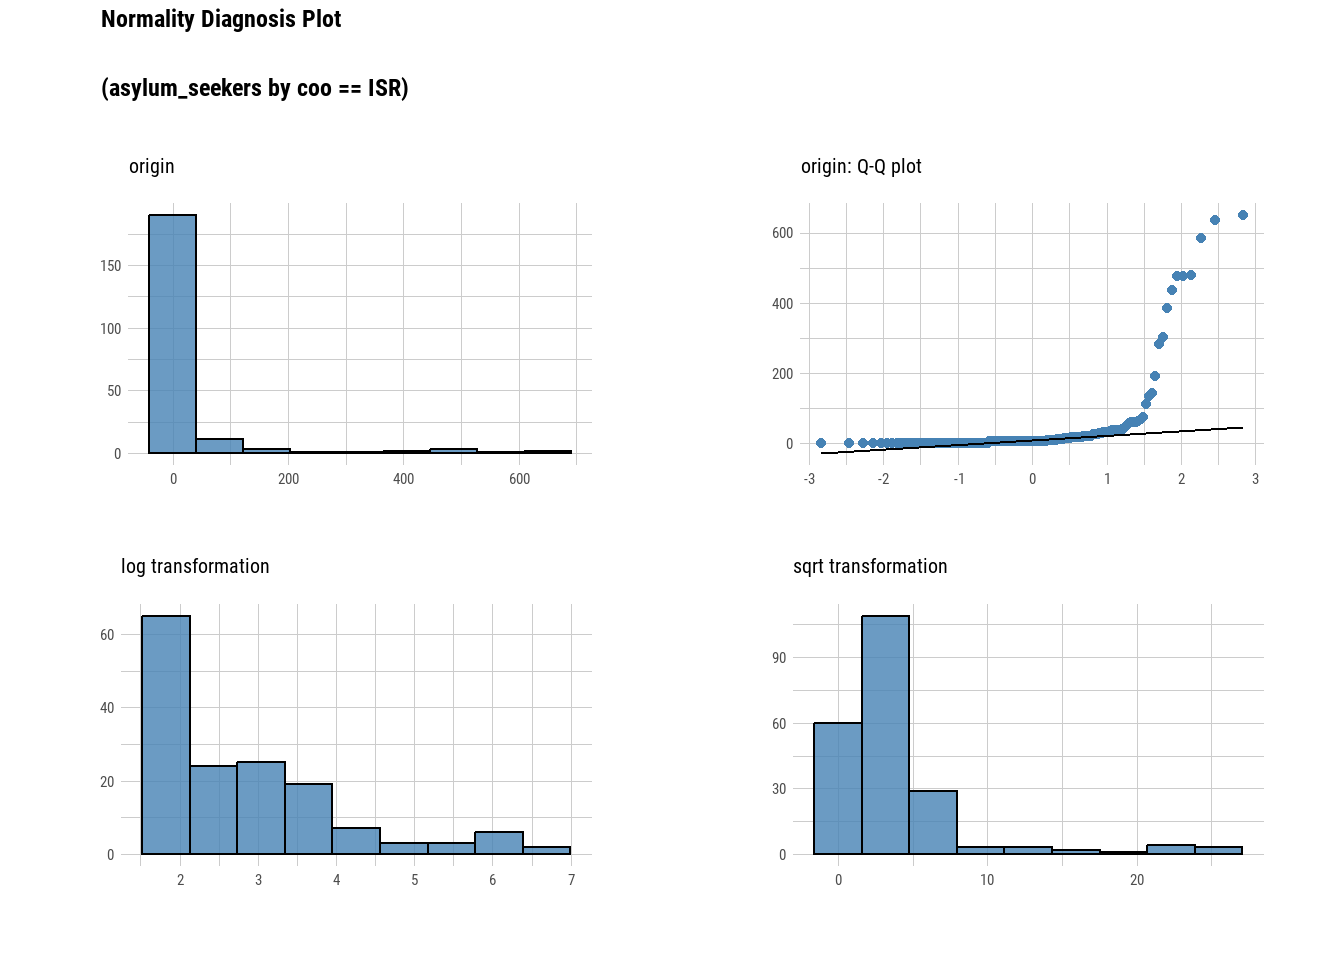 Normality Diagnosis Plot
(asylum_seekers by coo == ISR)
origin
150
100
50
0
0 200 400 600
origin: Q-Q plot
600
400
200
0
-3 -2 -1 0 1 2 3
log transformation
60
40
20
0
2 3 4 5 6 7
sqrt transformation
90
60
30
0
0 10 20